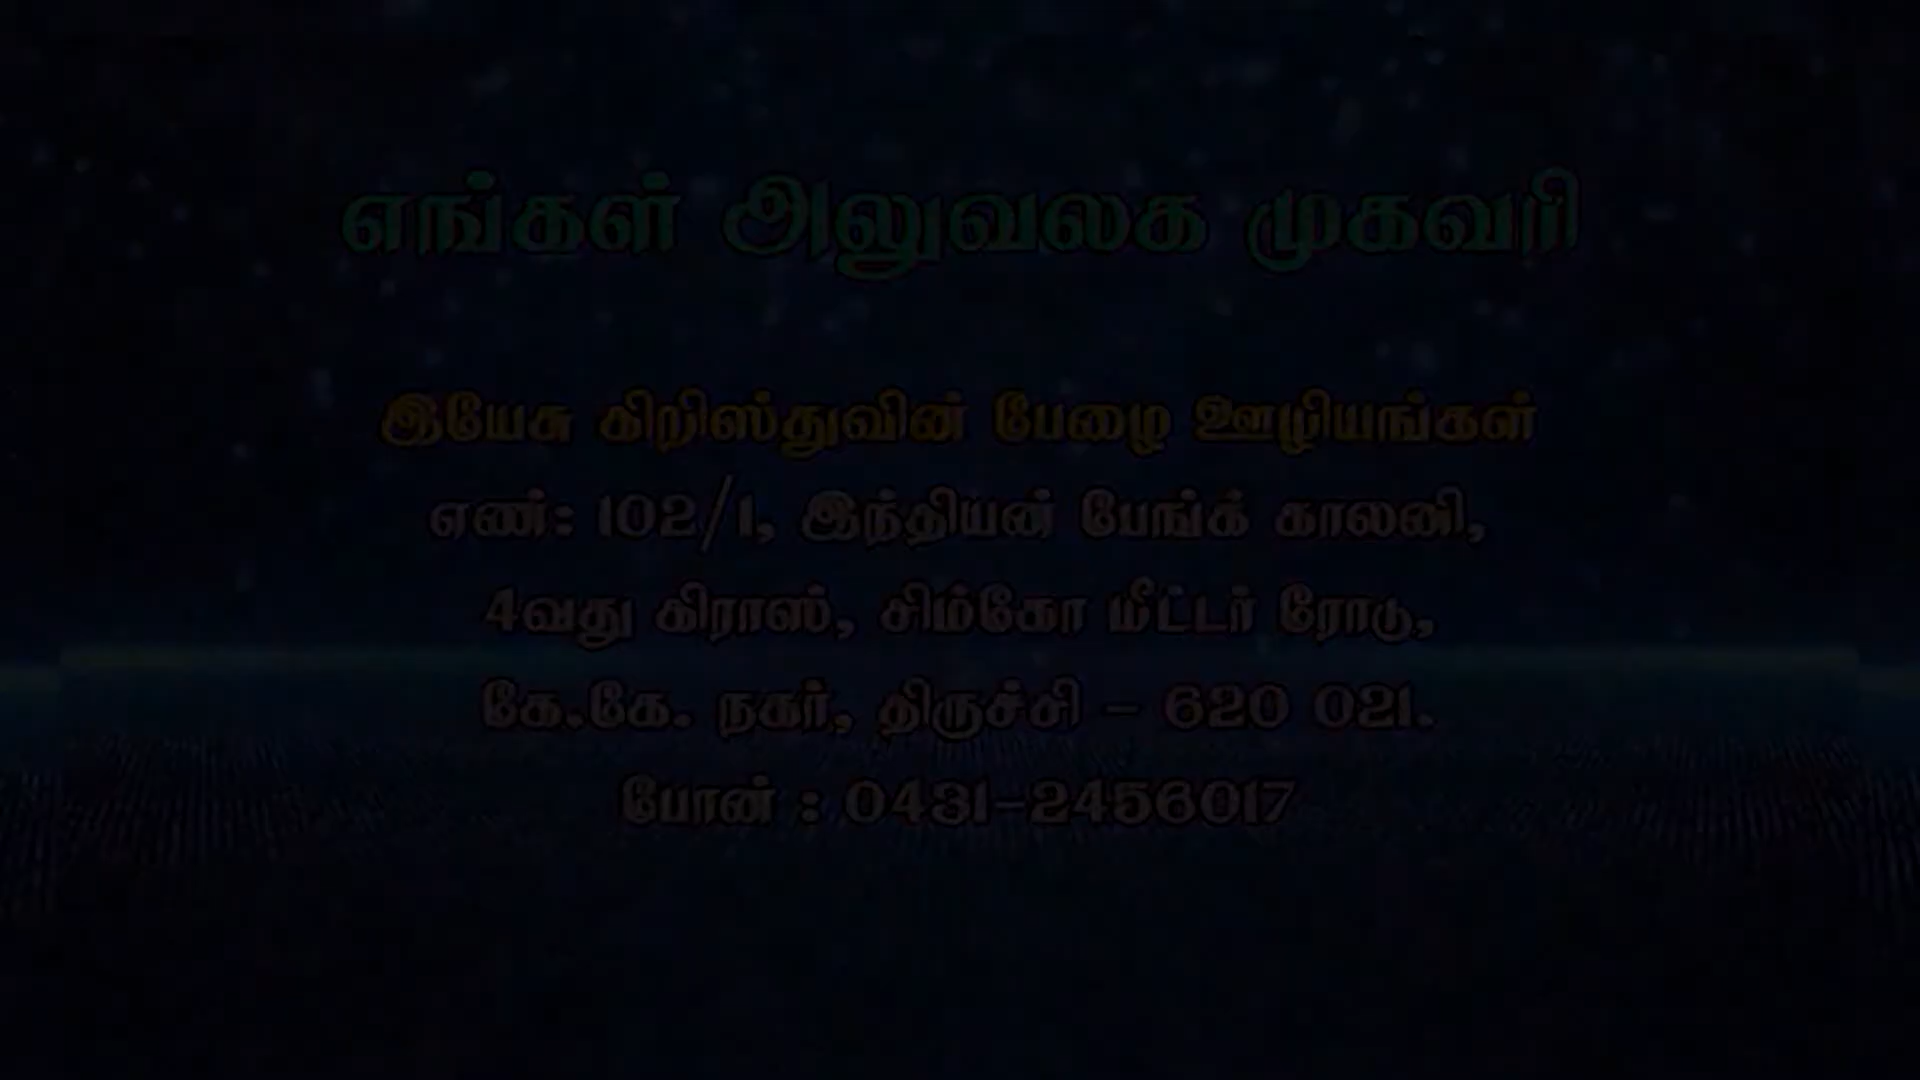 எங்கள் அலுவலக முகவரி
இயேசு கிறிஸ்துவின் பேழை ஊழியங்கள்
எண்: 102/1, இந்தியன் பேங்க் காலனி,
4வது கிராஸ், சிம்கோ மீட்டர் ரோடு,
கே.கே. நகர், திருச்சி - 620 021.
போன் : 0431-2456017